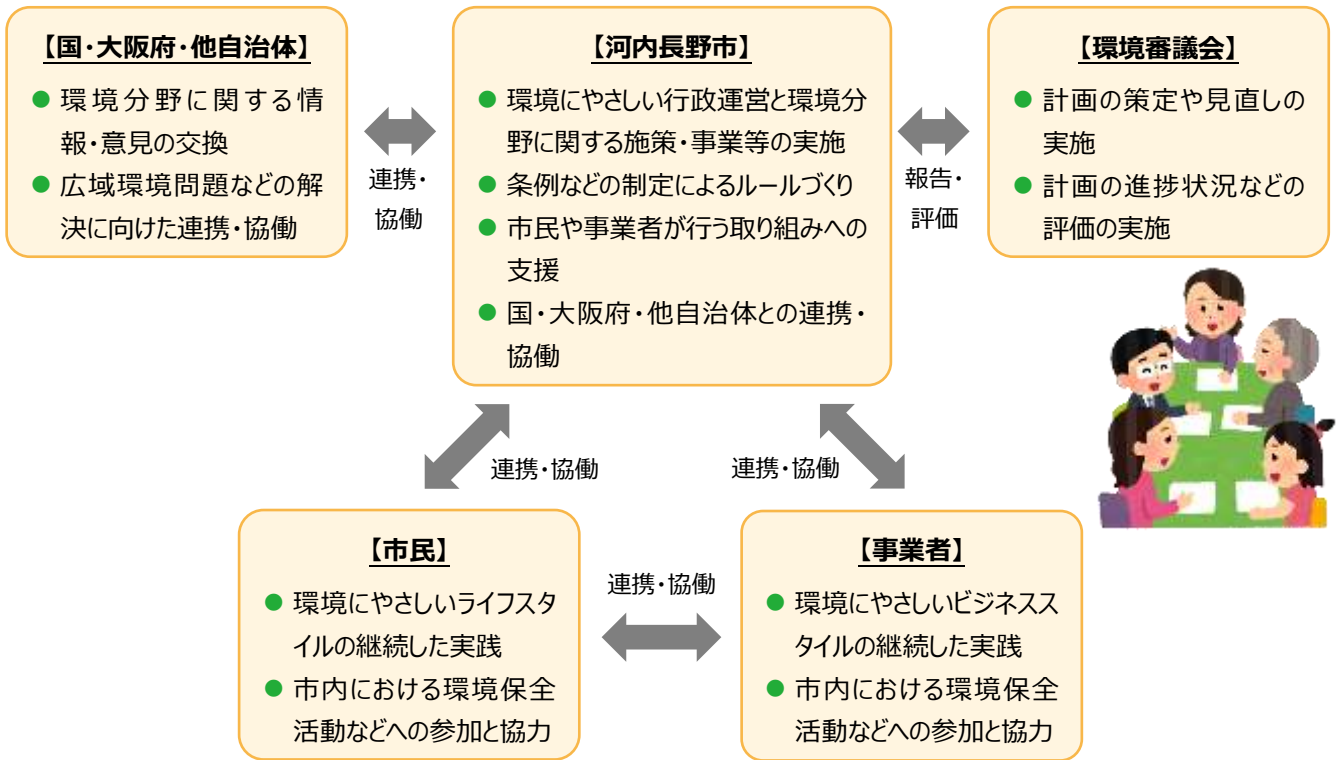 【国・大阪府・他自治体】
● 環境分野に関する情
報・意見の交換
● 広域環境問題などの解
決に向けた連携・協働
連携・
協働
【河内長野市】
● 環境にやさしい行政運営と環境分
野に関する施策・事業等の実施
● 条例などの制定によるルールづくり
● 市民や事業者が行う取り組みへの
支援
● 国・大阪府・他自治体との連携・
協働
報告・
評価
【環境審議会】
● 計画の策定や見直しの
実施
● 計画の進捗状況などの
評価の実施
連携・協働
連携・協働
【市民】
● 環境にやさしいライフスタ
イルの継続した実践
● 市内における環境保全
活動などへの参加と協力
連携・協働
【事業者】
● 環境にやさしいビジネスス
タイルの継続した実践
● 市内における環境保全
活動などへの参加と協力